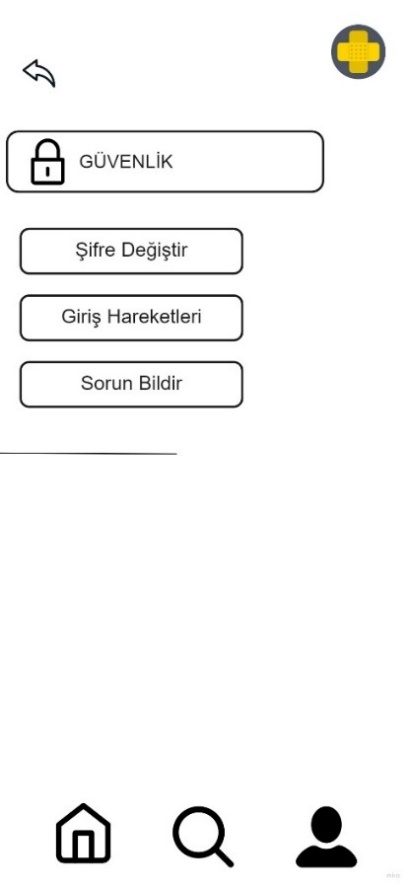 GÜVENLİK
Şifre Değiştir
Giriş Hareketleri
Sorun Bildir